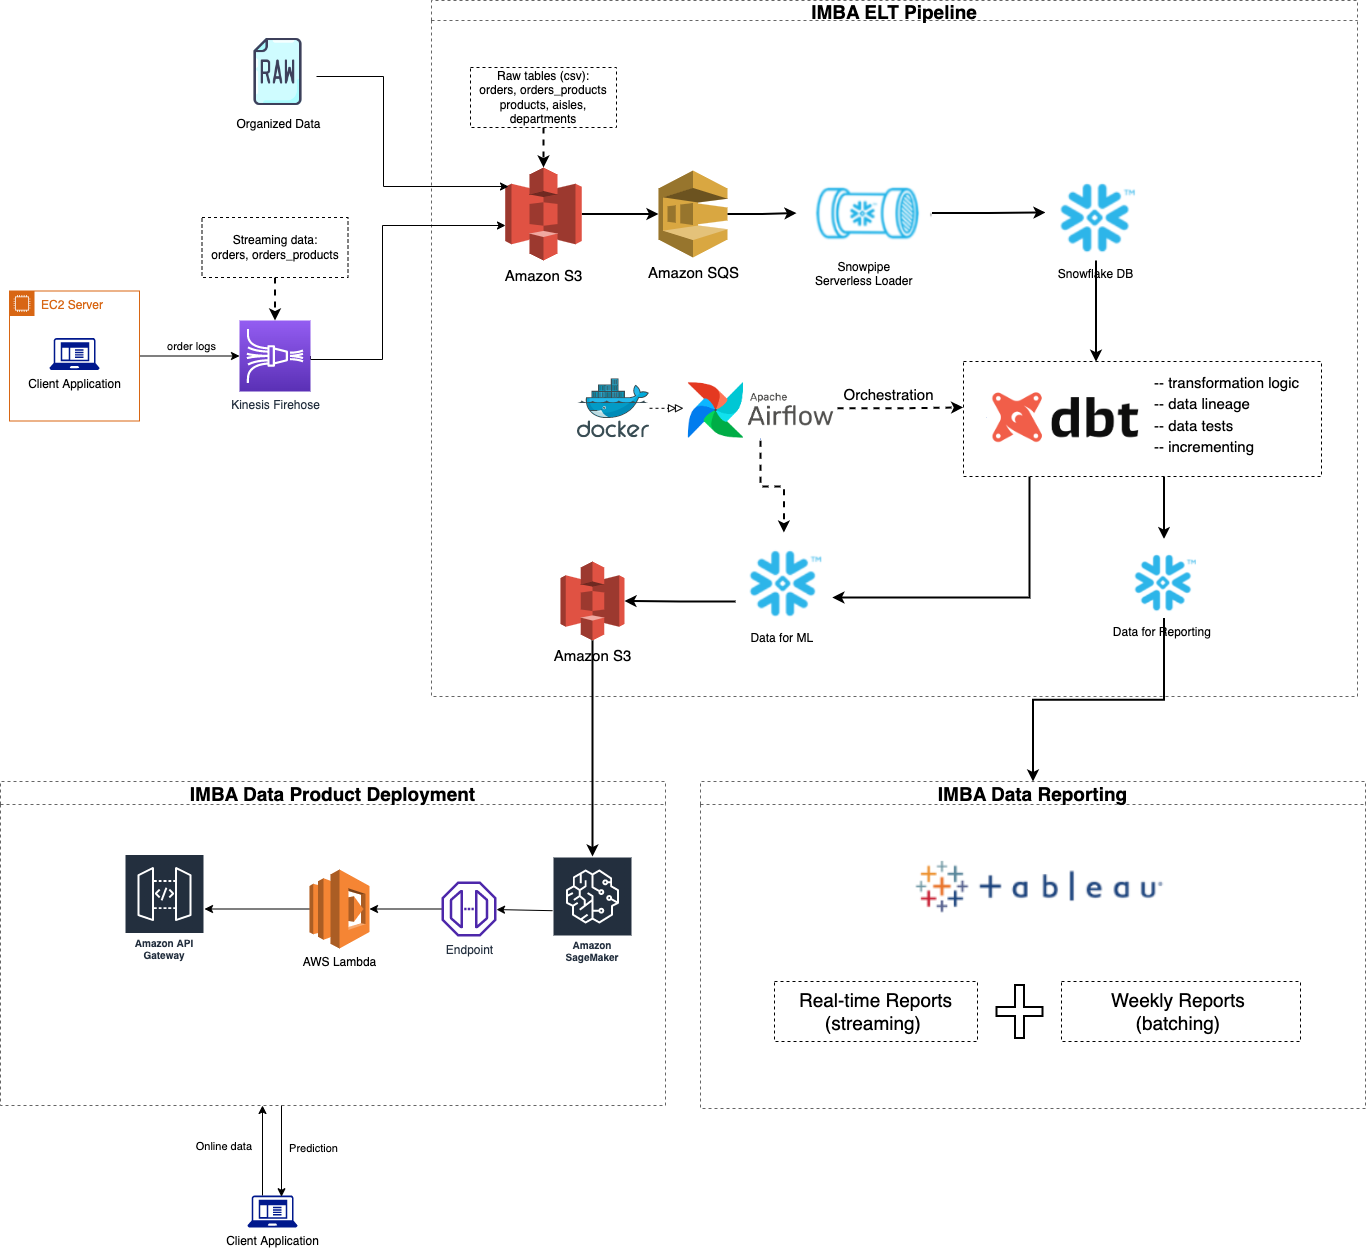 IMBA ELT Pipeline
RAW
Organized Data
Raw tables (csv):
orders, orders_products
products, aisles,
departments
Streaming data:
orders, orders_products
Amazon S3
Amazon SQS
Snowpipe
Serverless Loader
TM
Snowflake DB
EC2 Server
Client Application
order logs
Kinesis Firehose
docker
Apache
Airflow
Orchestration
dbt
-- transformation logic
-- data lineage
-- data tests
-- incrementing
TM
Data for ML
TM
Data for Reporting
Amazon S3
IMBA Data Product Deployment
</>
Amazon API
Gateway
AWS Lambda
Endpoint
Amazon
SageMaker
IMBA Data Reporting
+ableau
Real-time Reports
(streaming)
Weekly Reports
(batching)
Online data
Prediction
Client Application